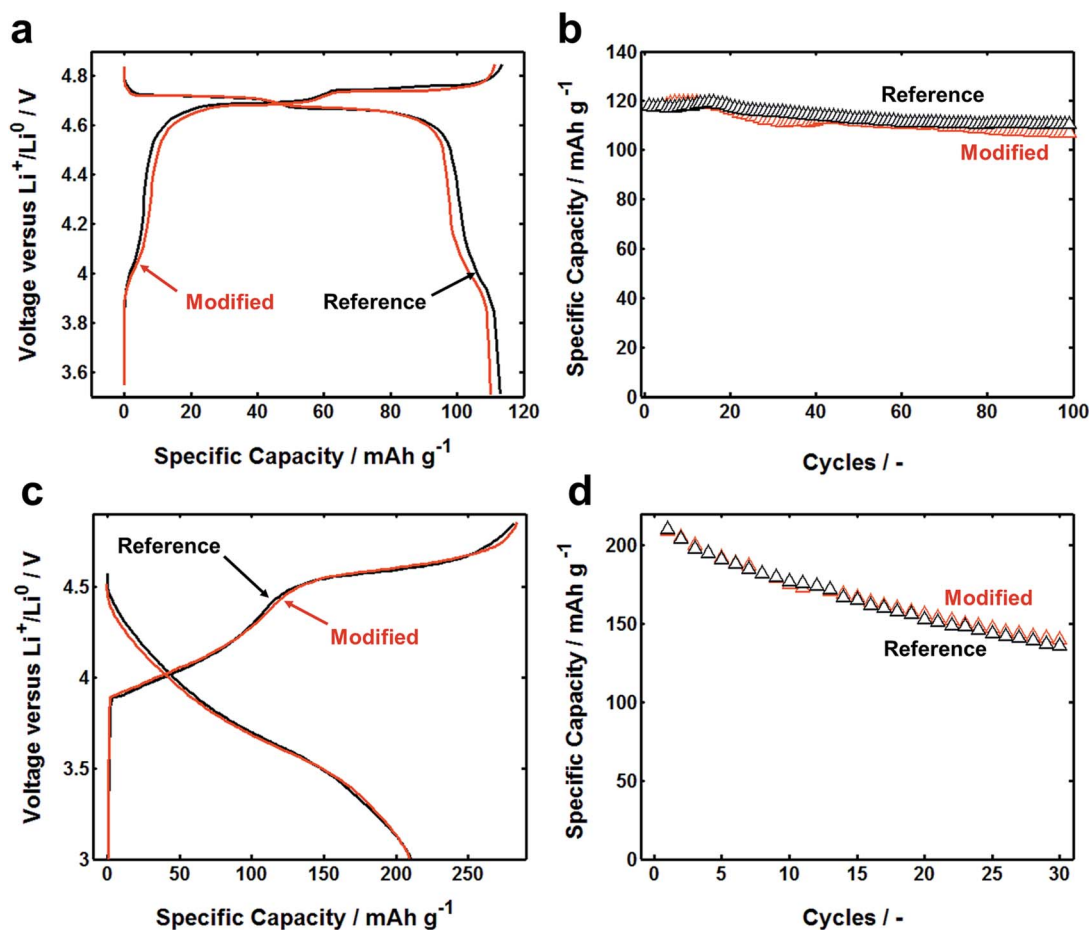 a
Voltage versus Li⁺/Li⁰ / V
4.8
4.6
4.4
4.2
4
3.8
3.6
Modified
Reference
0 20 40 60 80 100 120
Specific Capacity / mAh g⁻¹
b
Specific Capacity / mAh g⁻¹
140
120
100
80
60
40
20
0
Reference
Modified
0 20 40 60 80 100
Cycles / -
c
Voltage versus Li⁺/Li⁰ / V
4.5
4
3.5
3
Reference
Modified
0 50 100 150 200 250
Specific Capacity / mAh g⁻¹
d
Specific Capacity / mAh g⁻¹
200
150
100
50
0
Modified
Reference
0 5 10 15 20 25 30
Cycles / -